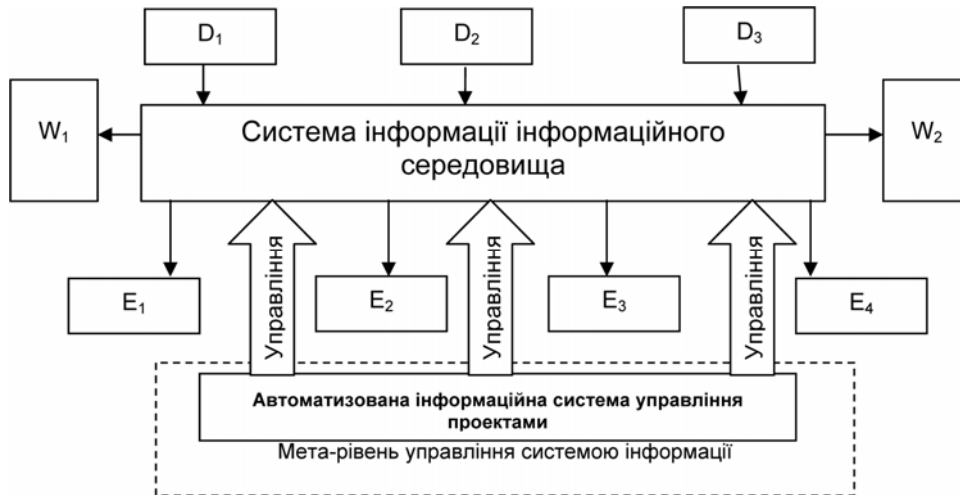 D₁
D₂
D₃
W₁
Система інформації інформаційного
середовища
W₂
Управління
Управління
Управління
E₁
E₂
E₃
E₄
Автоматизована інформаційна система управління
проектами
Мета-рівень управління системою інформації